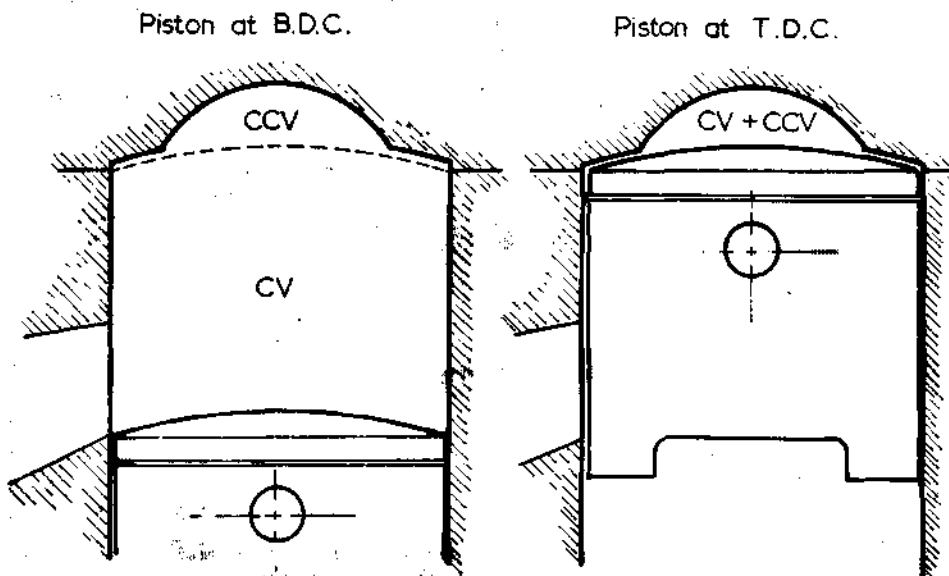 Piston at B.D.C.
Piston at T.D.C.
CCV
CV + CCV
CV